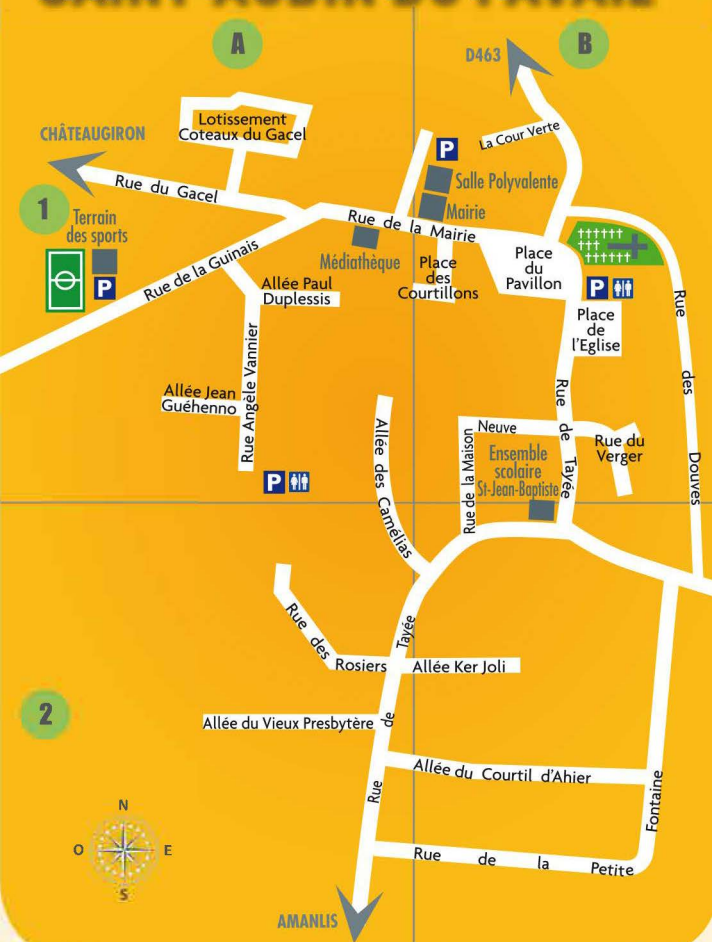 A
B
D463
Lotissement
Coteaux du Gacel
CHÂTEAUGIRON
La Cour Verte
P
Rue du Gacel
Salle Polyvalente
1
Mairie
Terrain
des sports
P
Rue de la Mairie
Rue de la Guinais
Médiathèque
Place
des
Courtillons
Place
du
Pavillon
Allée Paul
Duplessis
P
Place
de
l'Eglise
Rue des Douves
Rue Angèle Vannier
Allée Jean
Guéhenno
Allée des Camélias
Rue de la Maison
Neuve
Rue de Tayée
Rue du
Verger
Ensemble
scolaire
St-Jean-Baptiste
P
Rue des Rosiers
Allée Ker Joli
Rue de Tayée
2
Allée du Vieux Presbytère
Allée du Courtil d'Ahier
Rue de la Petite Fontaine
N
O
E
S
AMANLIS